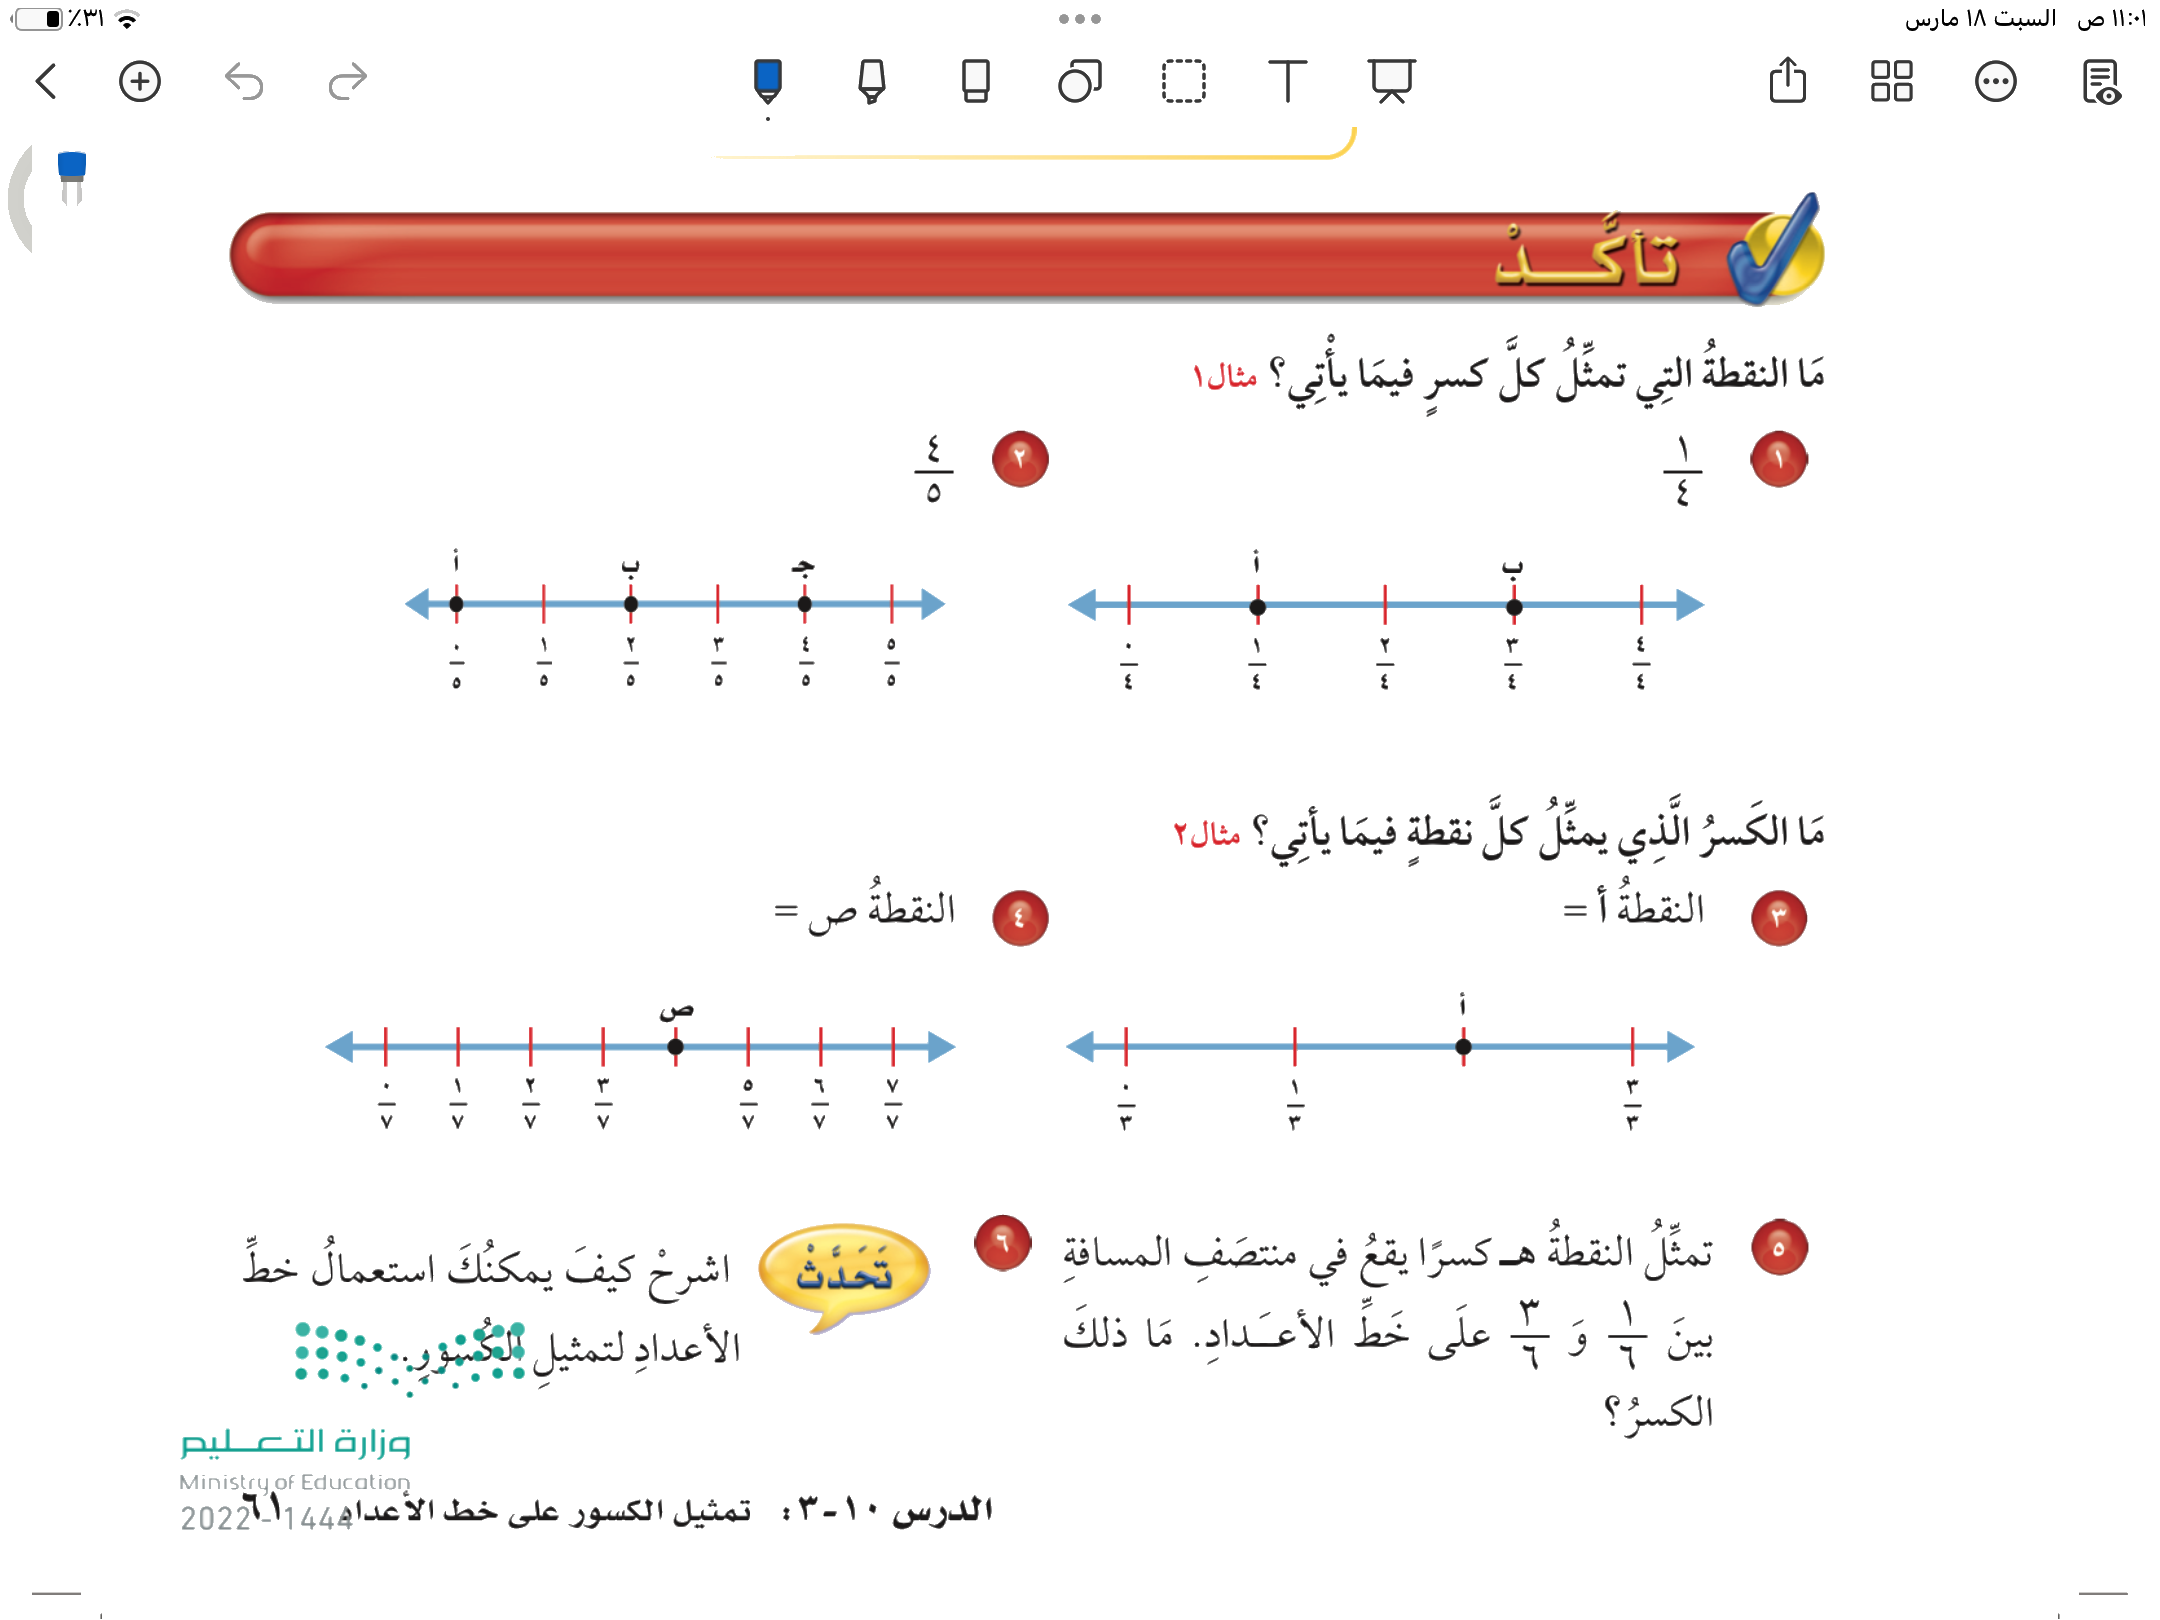 ١١:٠١ ص السبت ١٨ مارس
٪٣١
تأكَّـــدْ
مَا النقطةُ التِي تمثِّلُ كلَّ كسرٍ فيمَا يأْتِي؟ مثال١
١
١
٤
٢
٤
٥
أ ب
٠ ١ ٢ ٣ ٤
٤ ٤ ٤ ٤ ٤
أ ب جـ
٠ ١ ٢ ٣ ٤ ٥
٥ ٥ ٥ ٥ ٥ ٥
مَا الكَسرُ الَّذِي يمثِّلُ كلَّ نقطةٍ فيمَا يأتِي؟ مثال٢
٣ النقطةُ أ =
٤ النقطةُ ص =
أ
٠ ١ ٣
٣ ٣ ٣
ص
٠ ١ ٢ ٣ ٥ ٦ ٧
٧ ٧ ٧ ٧ ٧ ٧ ٧
٥ تمثِّلُ النقطةُ هـ كسرًا يقعُ في منتصَفِ المسافةِ
بينَ ١/٦ وَ ٣/٦ علَى خَطِّ الأعـدادِ. مَا ذلكَ
الكسرُ؟
٦ تَحَدَّثْ اشرحْ كيفَ يمكنُكَ استعمالُ خطِّ
الأعدادِ لتمثيلِ الكُسورِ.
وزارة التعـليم
Ministry of Education
2022 - 1444
الدرس ١٠-٣: تمثيل الكسور على خط الأعداد ٦١